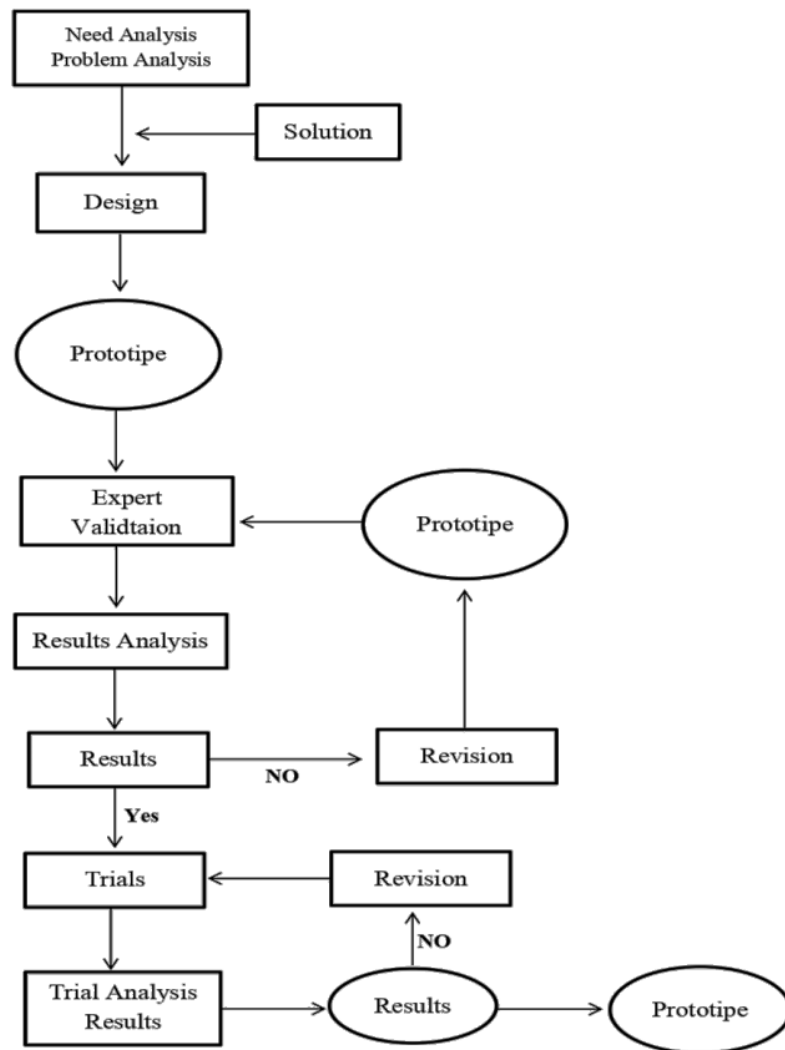 Need Analysis
Problem Analysis
Solution
Design
Prototipe
Expert
Validtaion
Prototipe
Results Analysis
Results
NO
Revision
Yes
Trials
Revision
NO
Trial Analysis
Results
Results
Prototipe